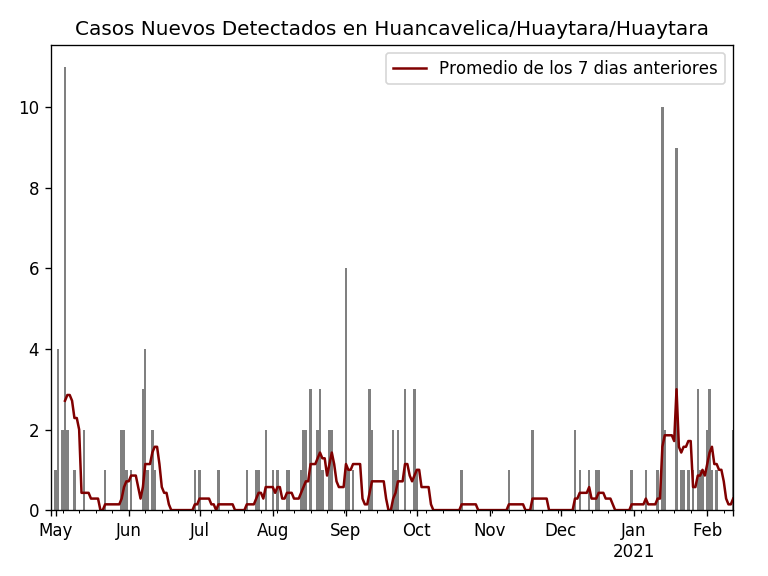 Casos Nuevos Detectados en Huancavelica/Huaytara/Huaytara
Promedio de los 7 dias anteriores
10
8
6
4
2
0
May Jun Jul Aug Sep Oct Nov Dec Jan Feb
2021